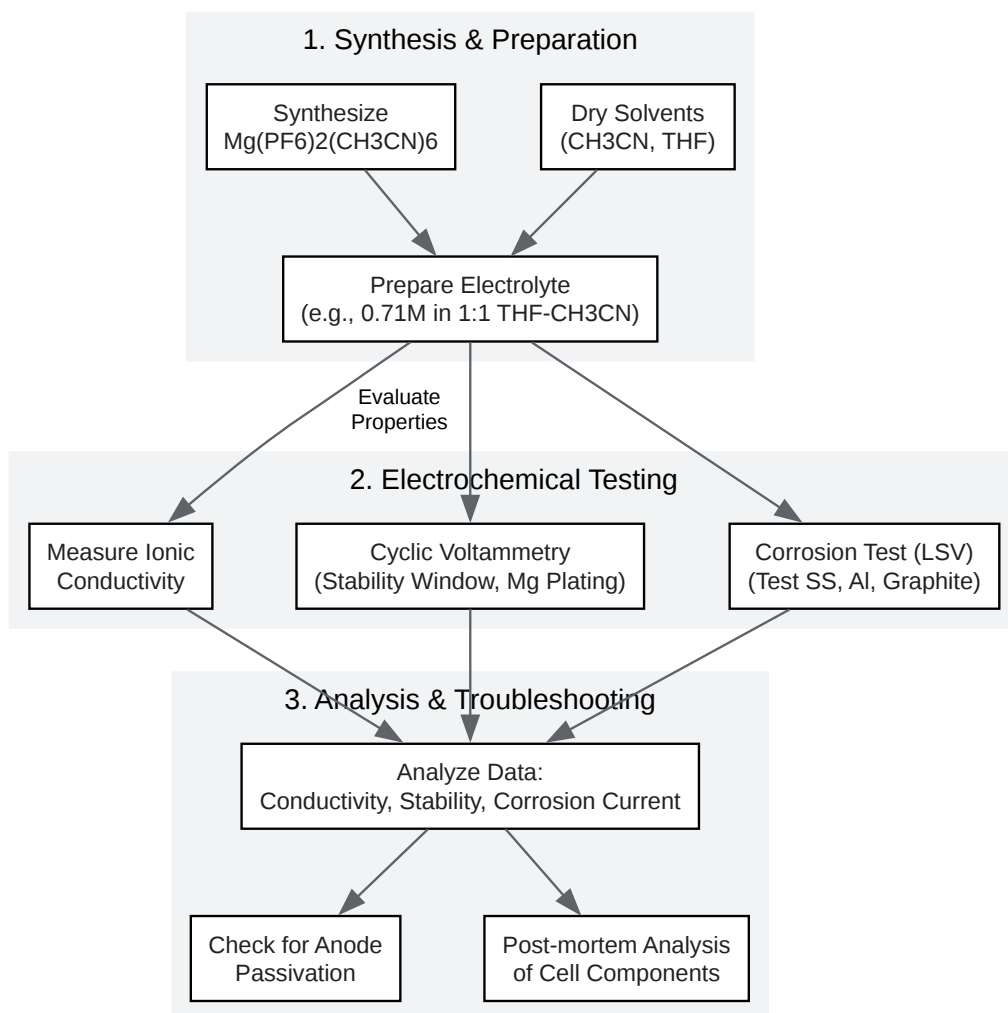 1. Synthesis & Preparation
Synthesize
Mg(PF6)2(CH3CN)6
Dry Solvents
(CH3CN, THF)
Prepare Electrolyte
(e.g., 0.71M in 1:1 THF-CH3CN)
Evaluate
Properties
2. Electrochemical Testing
Measure Ionic
Conductivity
Cyclic Voltammetry
(Stability Window, Mg Plating)
Corrosion Test (LSV)
(Test SS, Al, Graphite)
3. Analysis & Troubleshooting
Analyze Data:
Conductivity, Stability, Corrosion Current
Check for Anode
Passivation
Post-mortem Analysis
of Cell Components